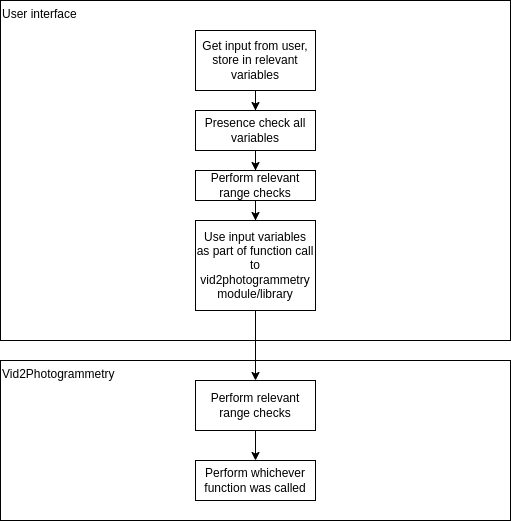 User interface
Get input from user,
store in relevant
variables
Presence check all
variables
Perform relevant
range checks
Use input variables
as part of function call
to
vid2photogrammetry
module/library
Vid2Photogrammetry
Perform relevant
range checks
Perform whichever
function was called